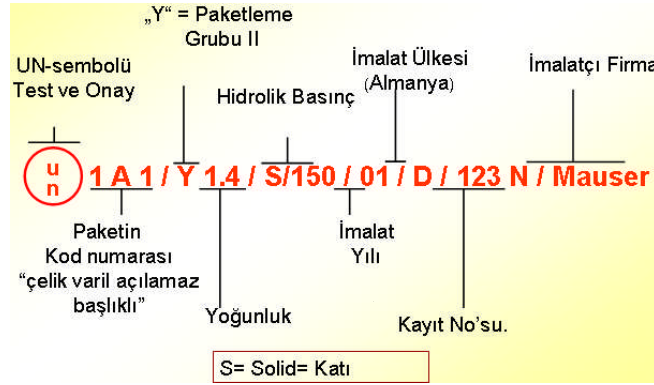 „Y“ = Paketleme
Grubu II
UN-sembolü
Test ve Onay
Hidrolik Basınç
İmalat Ülkesi
(Almanya)
İmalatçı Firma
u
n
1 A 1 / Y 1.4 / S/150 / 01 / D / 123 N / Mauser
Paketin
Kod numarası
“çelik varil açılamaz
başlıklı”
Yoğunluk
İmalat
Yılı
Kayıt No’su.
S= Solid= Katı